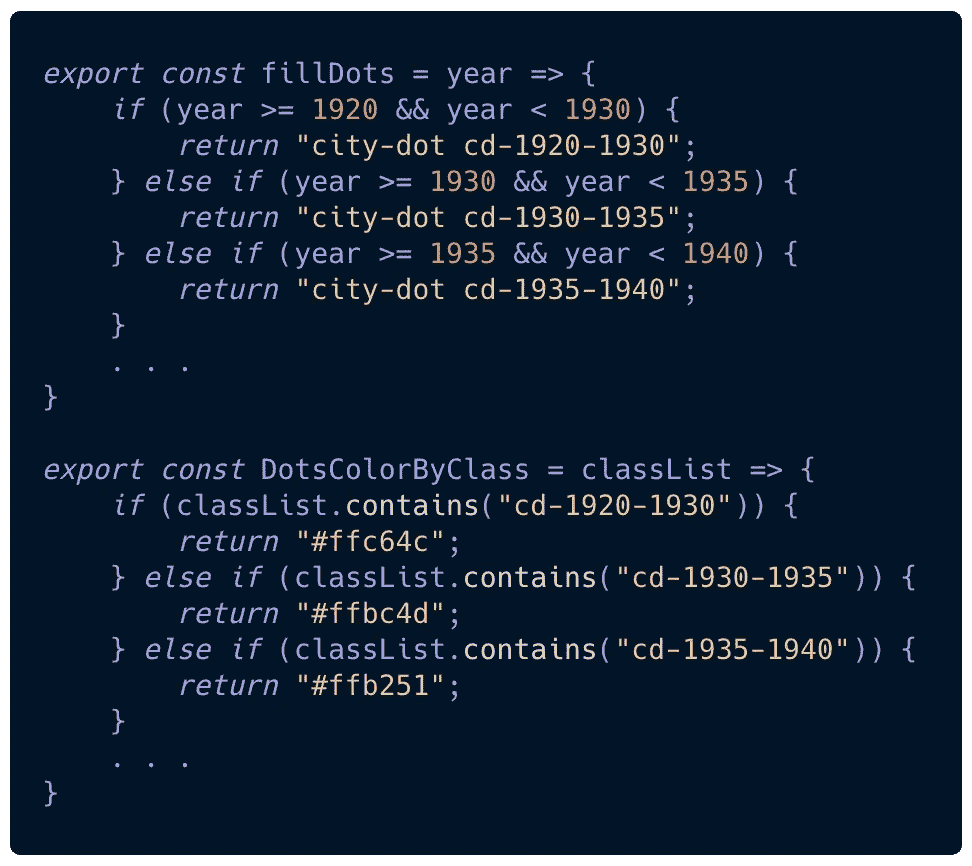 export const fillDots = year => {
    if (year >= 1920 && year < 1930) {
        return "city-dot cd-1920-1930";
    } else if (year >= 1930 && year < 1935) {
        return "city-dot cd-1930-1935";
    } else if (year >= 1935 && year < 1940) {
        return "city-dot cd-1935-1940";
    }
    . . .
}

export const DotsColorByClass = classList => {
    if (classList.contains("cd-1920-1930")) {
        return "#ffc64c";
    } else if (classList.contains("cd-1930-1935")) {
        return "#ffbc4d";
    } else if (classList.contains("cd-1935-1940")) {
        return "#ffb251";
    }
    . . .
}